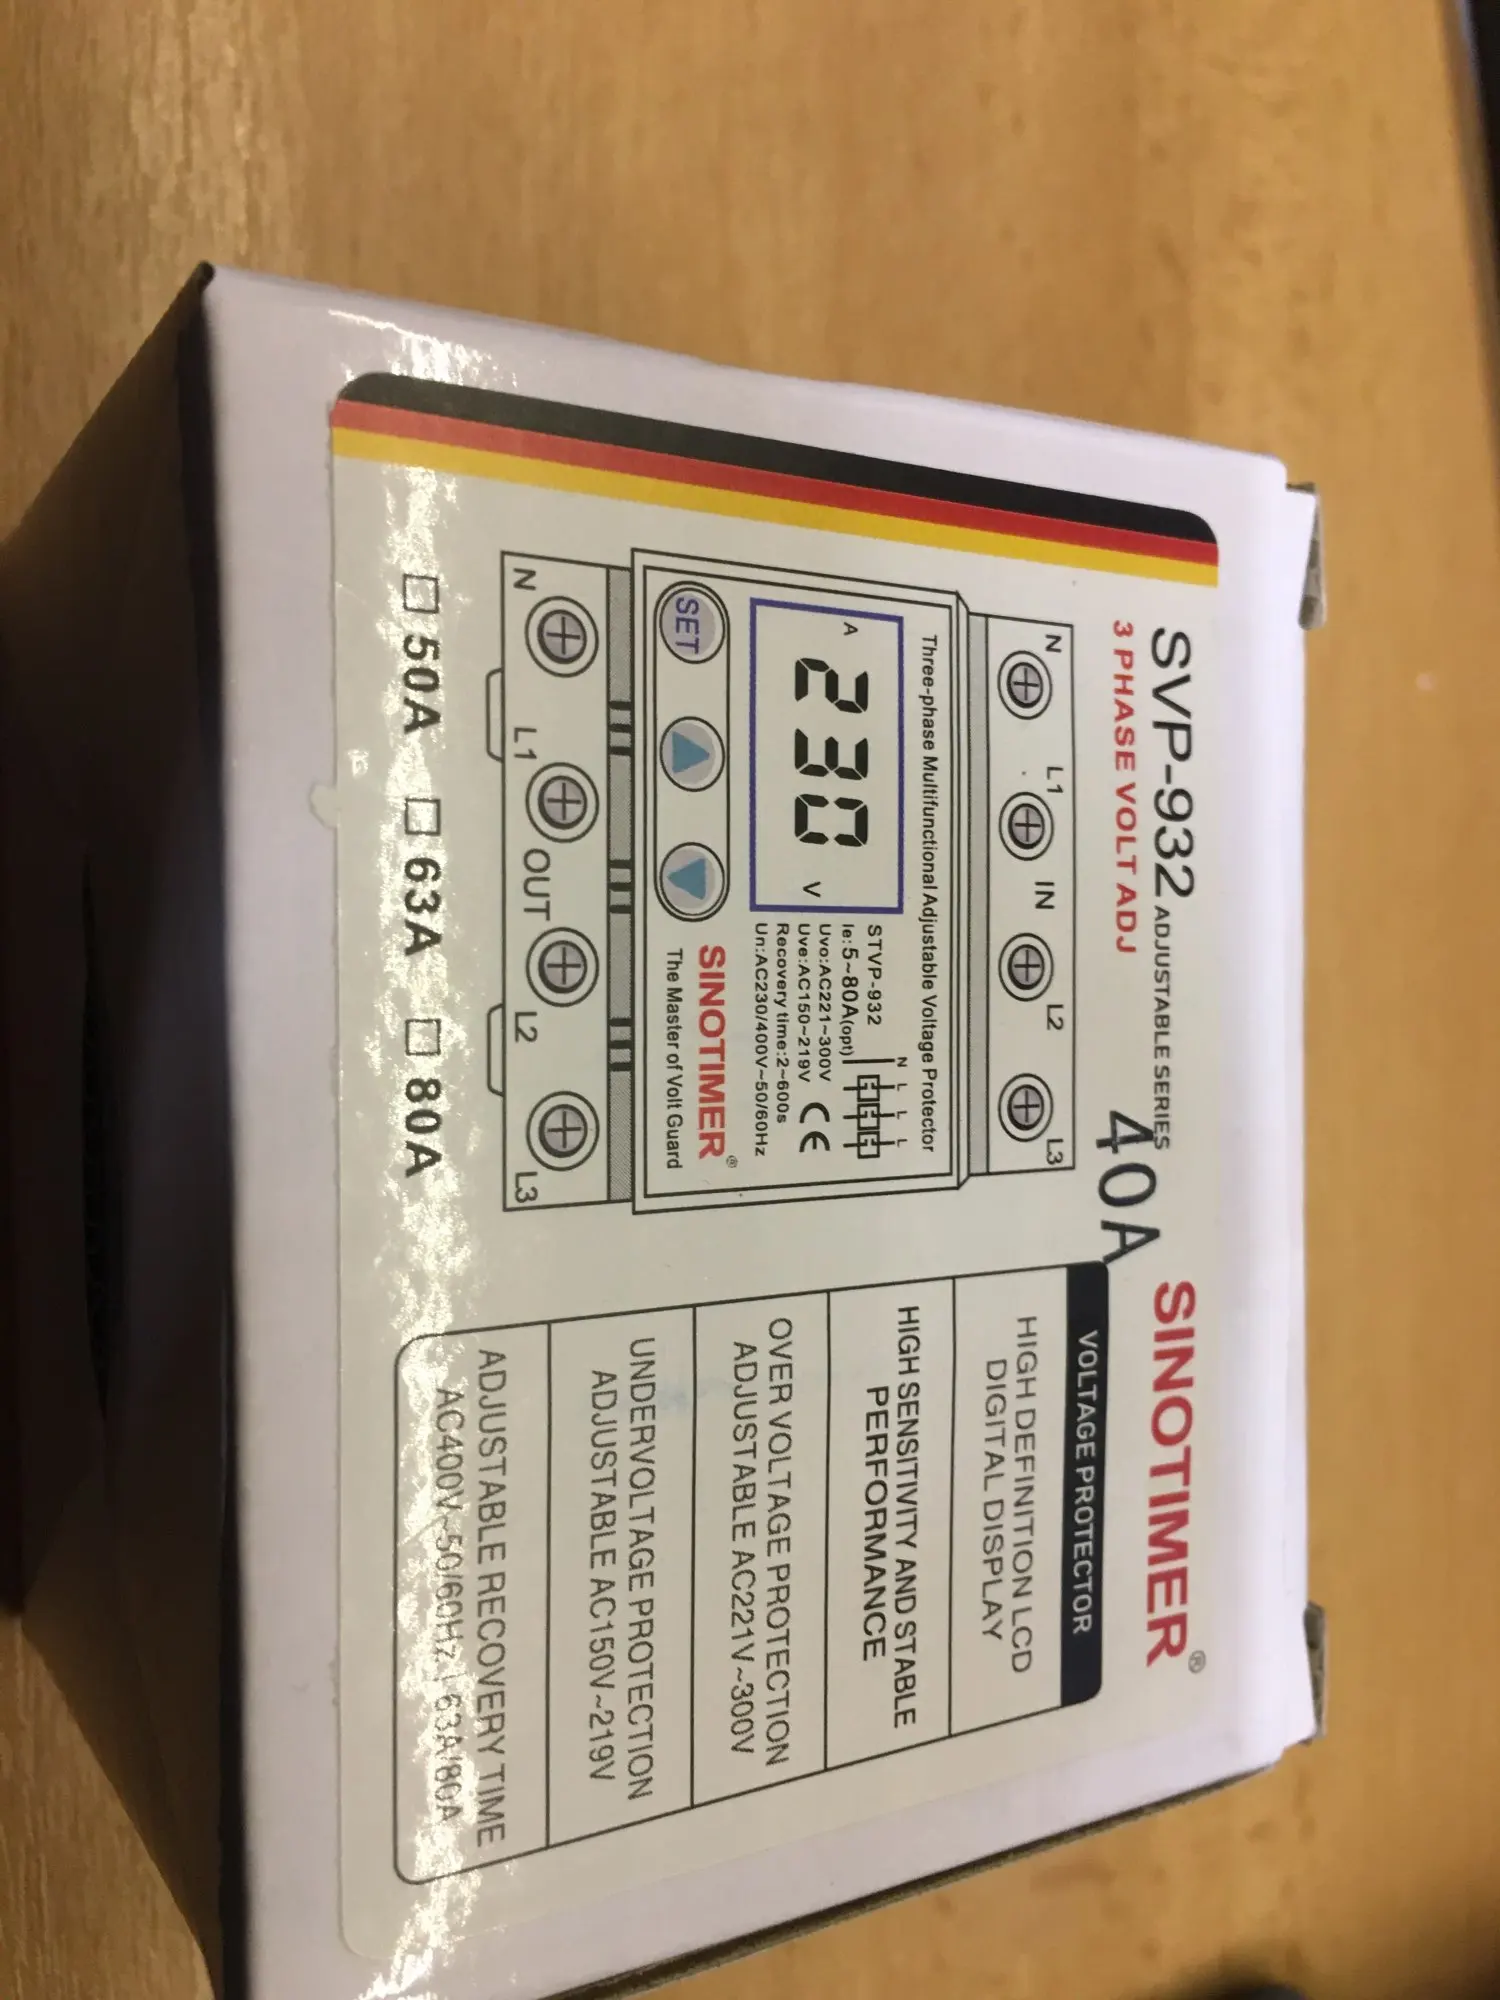 SVP-932 ADJUSTABLE SERIES
3 PHASE VOLT ADJ
40A
SINOTIMER®
N L1 IN L2 L3
Three-phase Multifunctional Adjustable Voltage Protector
A 230 V
STVP-932
Ie: 5~80A(opt)
Uvo:AC221~300V
Uve:AC150~219V
Recovery time:2~600s
Un:AC230/400V~50/60Hz
N L L L
CE
SET
SINOTIMER®
The Master of Volt Guard
N L1 OUT L2 L3
50A 63A 80A
VOLTAGE PROTECTOR
HIGH DEFINITION LCD
DIGITAL DISPLAY
HIGH SENSITIVITY AND STABLE
PERFORMANCE
OVER VOLTAGE PROTECTION
ADJUSTABLE AC221V~300V
UNDERVOLTAGE PROTECTION
ADJUSTABLE AC150V~219V
ADJUSTABLE RECOVERY TIME
AC400V~50/60Hz | 63A/80A